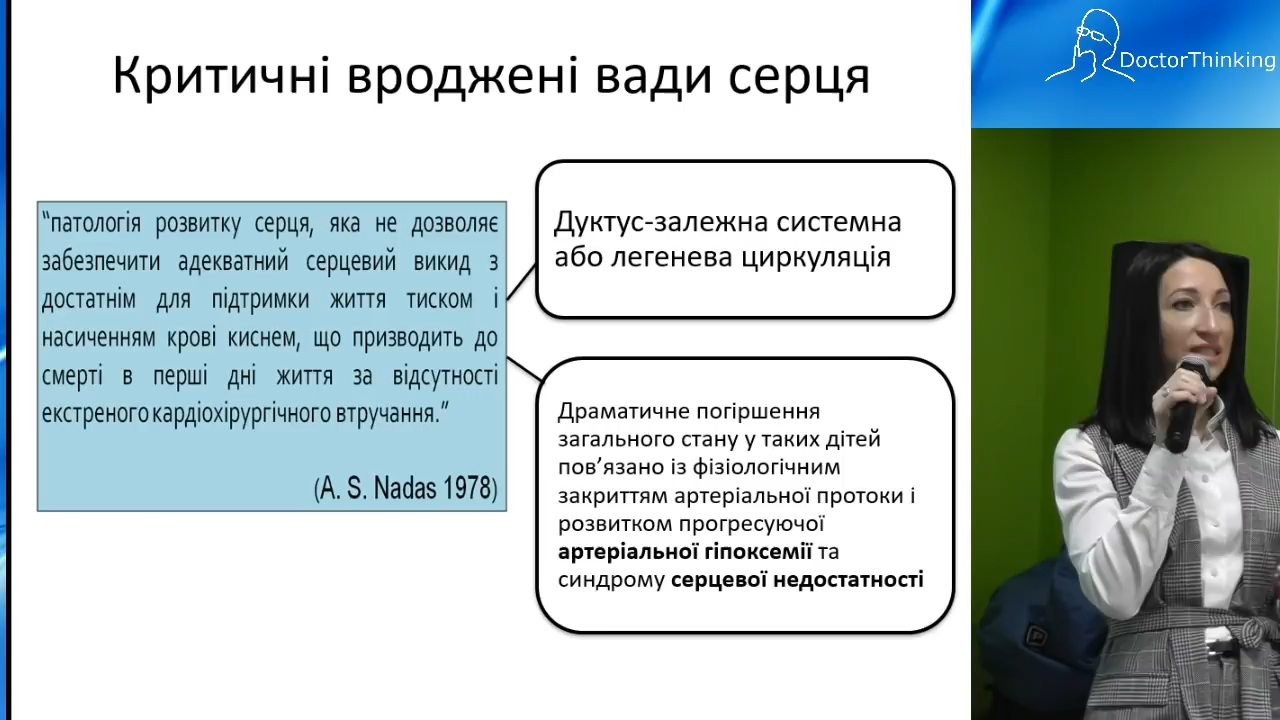 Критичні вроджені вади серця
DoctorThinking
“патологія розвитку серця, яка не дозволяє
забезпечити адекватний серцевий викид з
достатнім для підтримки життя тиском і
насиченням крові киснем, що призводить до
смерті в перші дні життя за відсутності
екстреного кардіохірургічного втручання.”
(A. S. Nadas 1978)
Дуктус-залежна системна
або легенева циркуляція
Драматичне погіршення
загального стану у таких дітей
пов’язано із фізіологічним
закриттям артеріальної протоки і
розвитком прогресуючої
артеріальної гіпоксемії та
синдрому серцевої недостатності